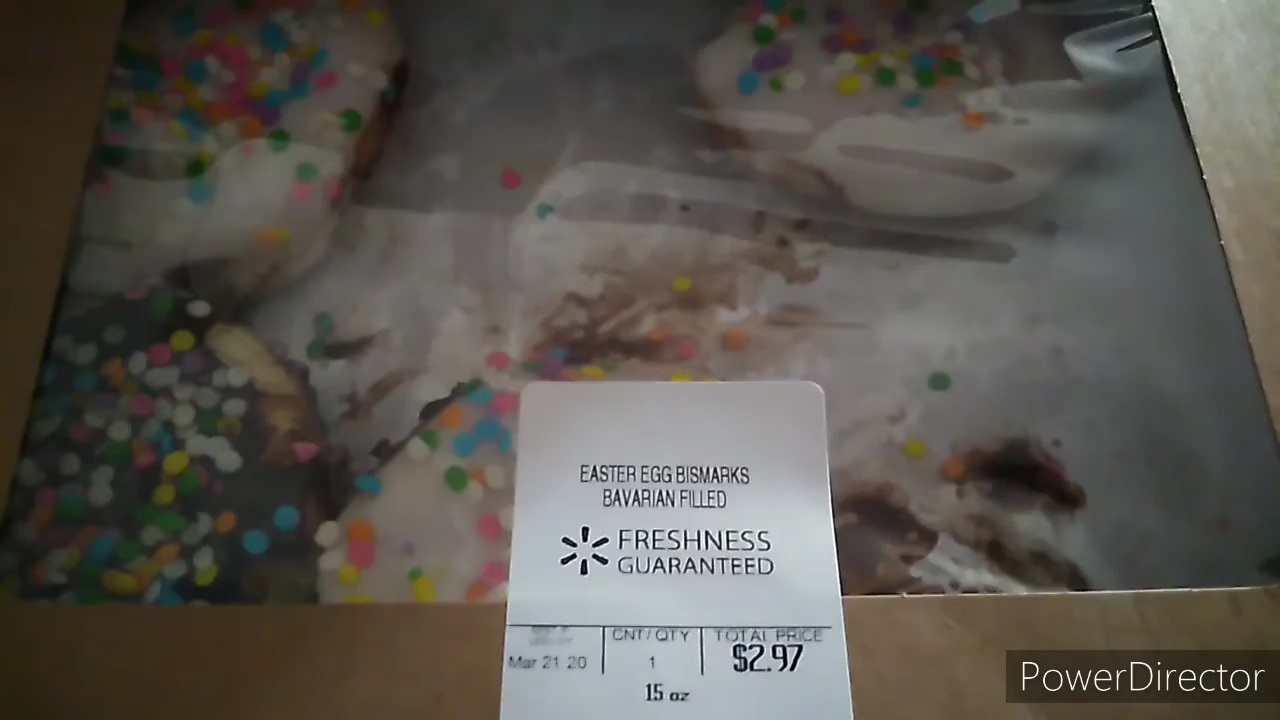 EASTER EGG BISMARKS
BAVARIAN FILLED
FRESHNESS
GUARANTEED
CNT/QTY TOTAL PRICE
Mar 21 20 1 $2.97
15 oz
PowerDirector